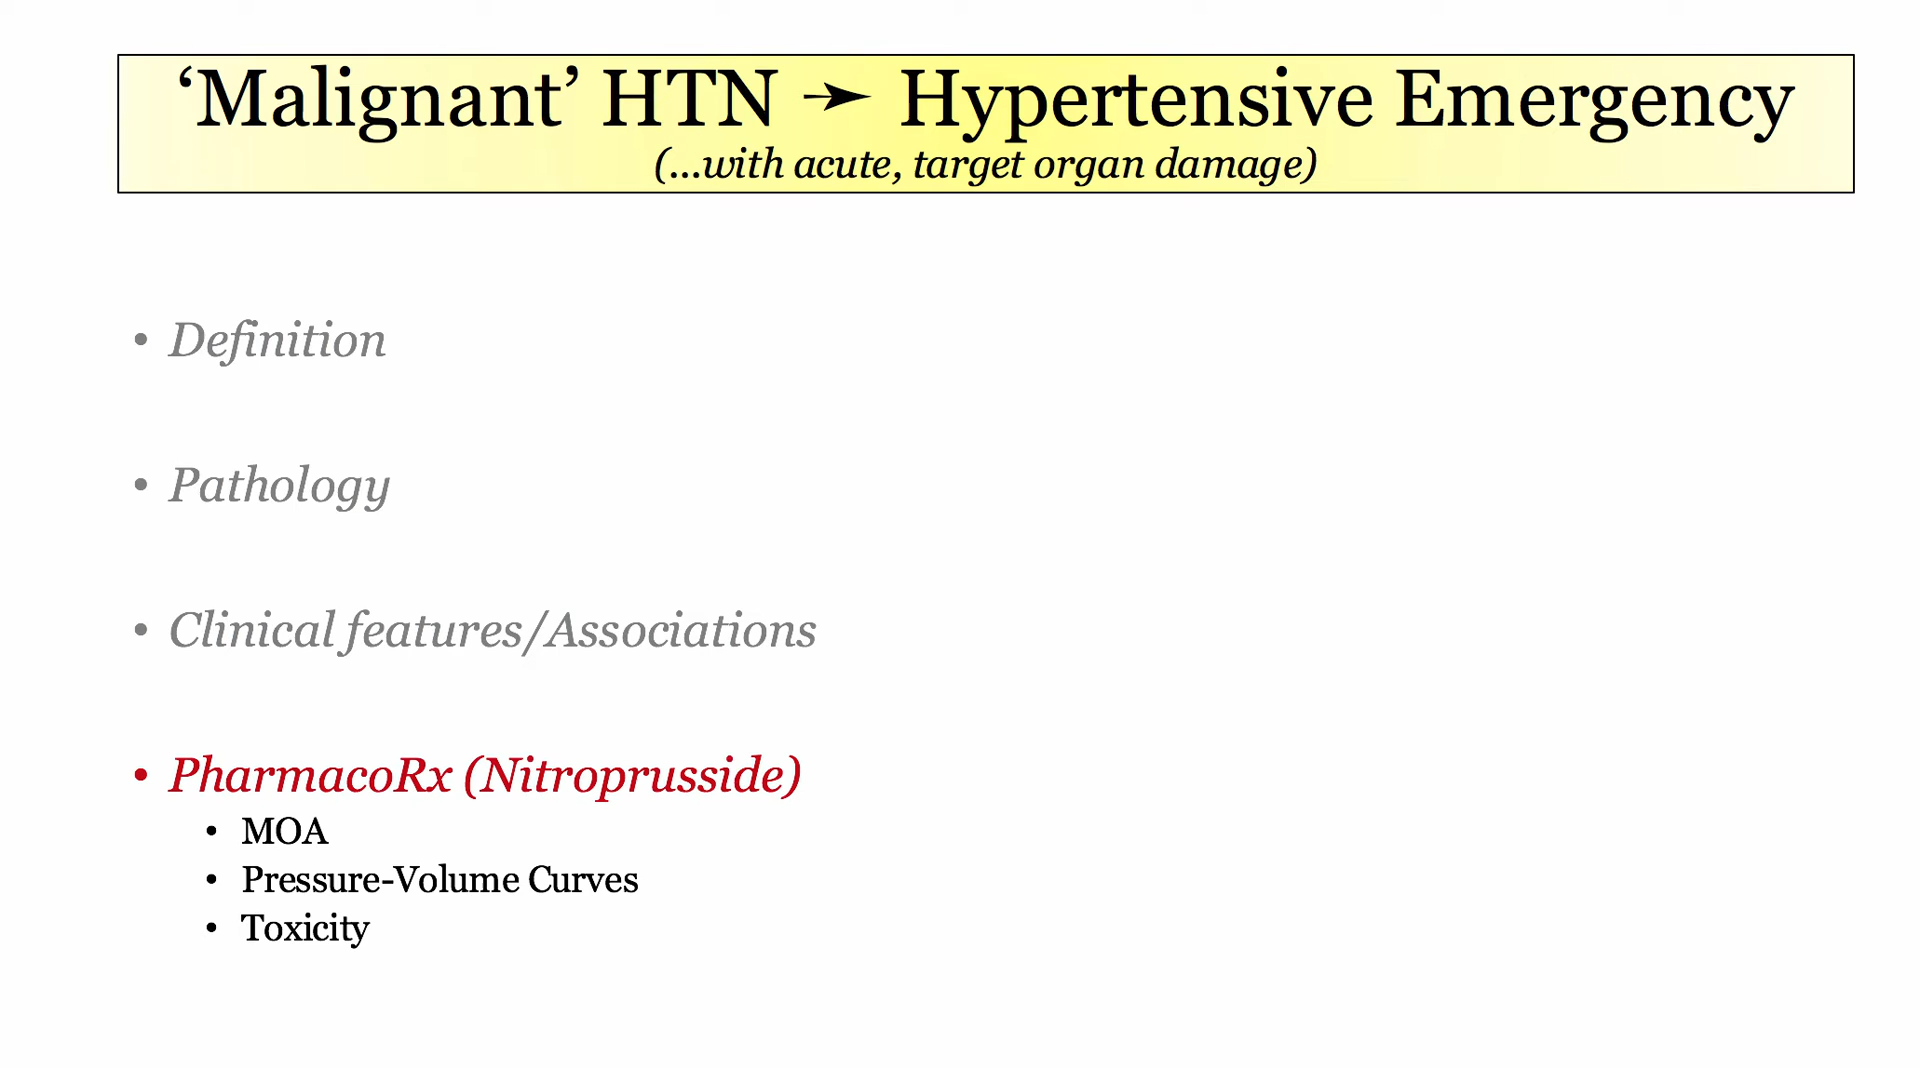 ‘Malignant’ HTN ➛ Hypertensive Emergency
(...with acute, target organ damage)
• Definition
• Pathology
• Clinical features/Associations
• PharmacoRx (Nitroprusside)
• MOA
• Pressure-Volume Curves
• Toxicity